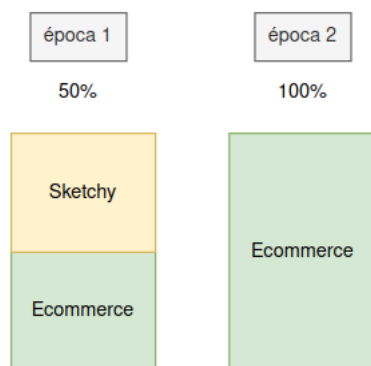 época 1
época 2
50%
100%
Sketchy
Ecommerce
Ecommerce